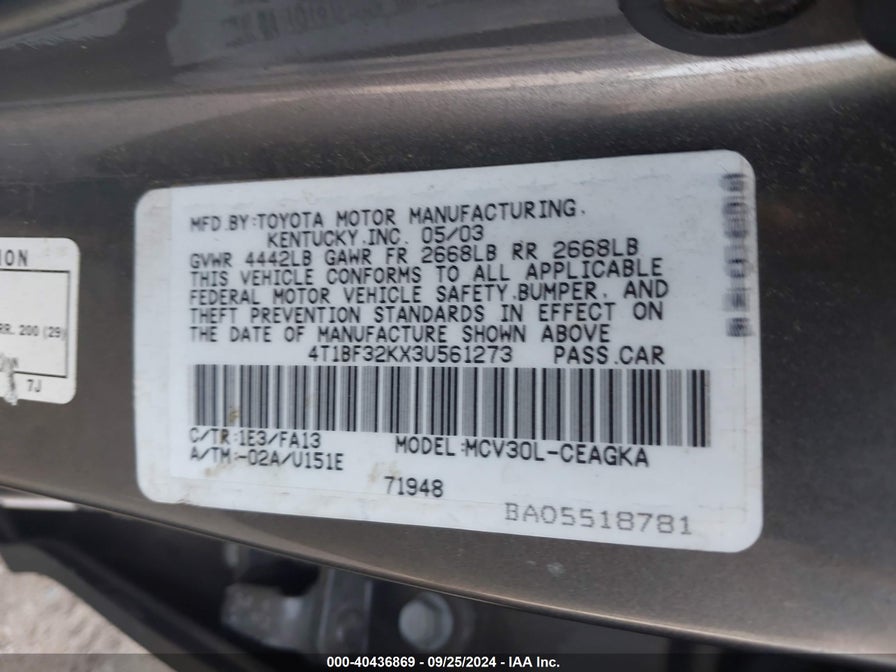 MFD.BY:TOYOTA MOTOR MANUFACTURING,
KENTUCKY,INC. 05/03
GVWR 4442LB GAWR FR 2668LB RR 2668LB
THIS VEHICLE CONFORMS TO ALL APPLICABLE
FEDERAL MOTOR VEHICLE SAFETY,BUMPER, AND
THEFT PREVENTION STANDARDS IN EFFECT ON
THE DATE OF MANUFACTURE SHOWN ABOVE
4T1BF32KX3U561273 PASS.CAR
C/TR:1E3/FA13 MODEL:MCV30L-CEAGKA
A/TM:-02A/U151E
71948
BA05518781
ION
RR. 200 (29)
7J
000-40436869 - 09/25/2024 - IAA Inc.